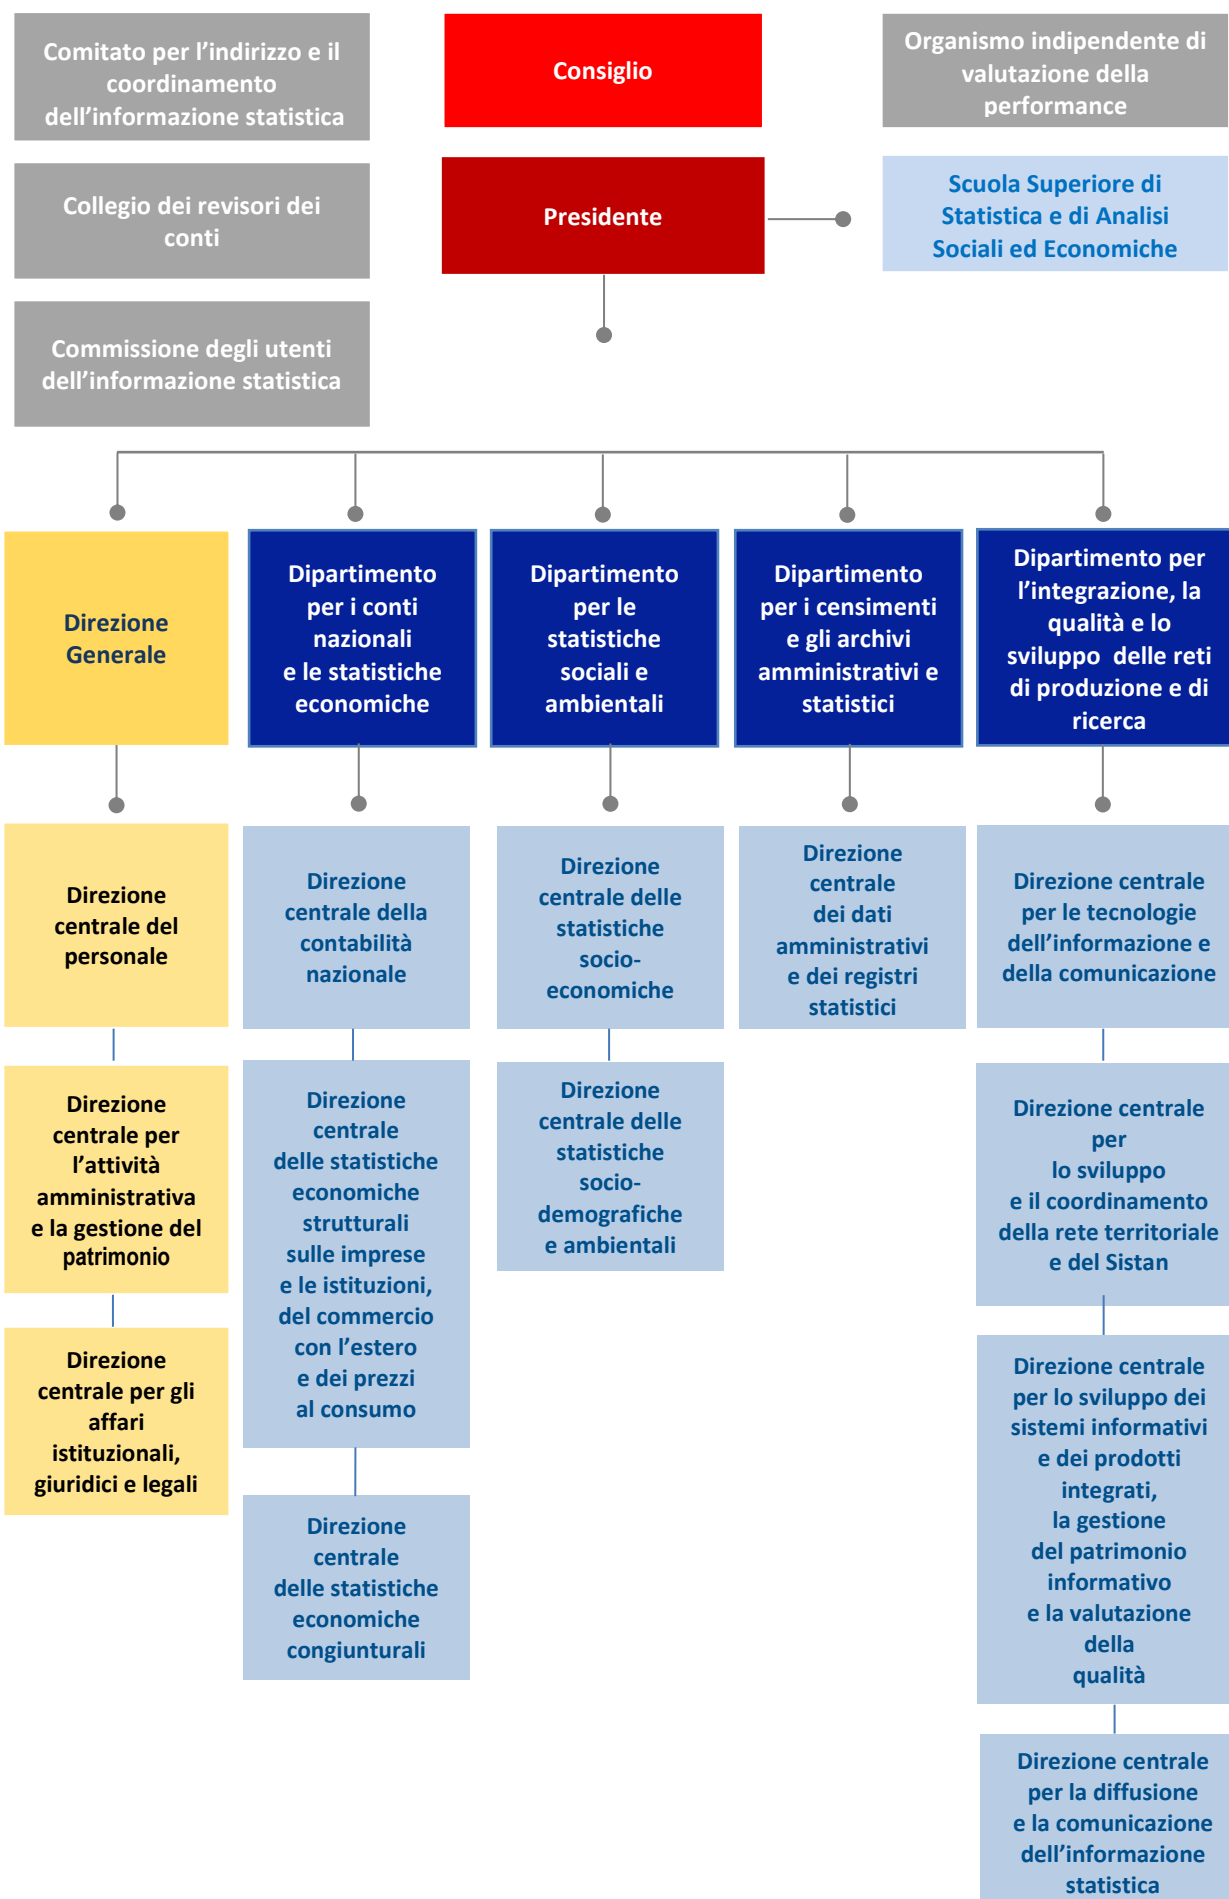 Comitato per l’indirizzo e il
coordinamento
dell’informazione statistica
Consiglio
Organismo indipendente di
valutazione della
performance
Collegio dei revisori dei
conti
Presidente
Scuola Superiore di
Statistica e di Analisi
Sociali ed Economiche
Commissione degli utenti
dell’informazione statistica
Direzione
Generale
Dipartimento
per i conti
nazionali
e le statistiche
economiche
Dipartimento
per le
statistiche
sociali e
ambientali
Dipartimento
per i censimenti
e gli archivi
amministrativi e
statistici
Dipartimento per
l’integrazione, la
qualità e lo
sviluppo delle reti
di produzione e di
ricerca
Direzione
centrale del
personale
Direzione
centrale della
contabilità
nazionale
Direzione
centrale delle
statistiche
socio-
economiche
Direzione
centrale
dei dati
amministrativi
e dei registri
statistici
Direzione centrale
per le tecnologie
dell’informazione e
della comunicazione
Direzione
centrale per
l’attività
amministrativa
e la gestione del
patrimonio
Direzione
centrale
delle statistiche
economiche
strutturali
sulle imprese
e le istituzioni,
del commercio
con l’estero
e dei prezzi
al consumo
Direzione
centrale delle
statistiche
socio-
demografiche
e ambientali
Direzione centrale
per
lo sviluppo
e il coordinamento
della rete territoriale
e del Sistan
Direzione
centrale per gli
affari
istituzionali,
giuridici e legali
Direzione centrale
per lo sviluppo dei
sistemi informativi
e dei prodotti
integrati,
la gestione
del patrimonio
informativo
e la valutazione
della
qualità
Direzione
centrale
delle statistiche
economiche
congiunturali
Direzione centrale
per la diffusione
e la comunicazione
dell’informazione
statistica